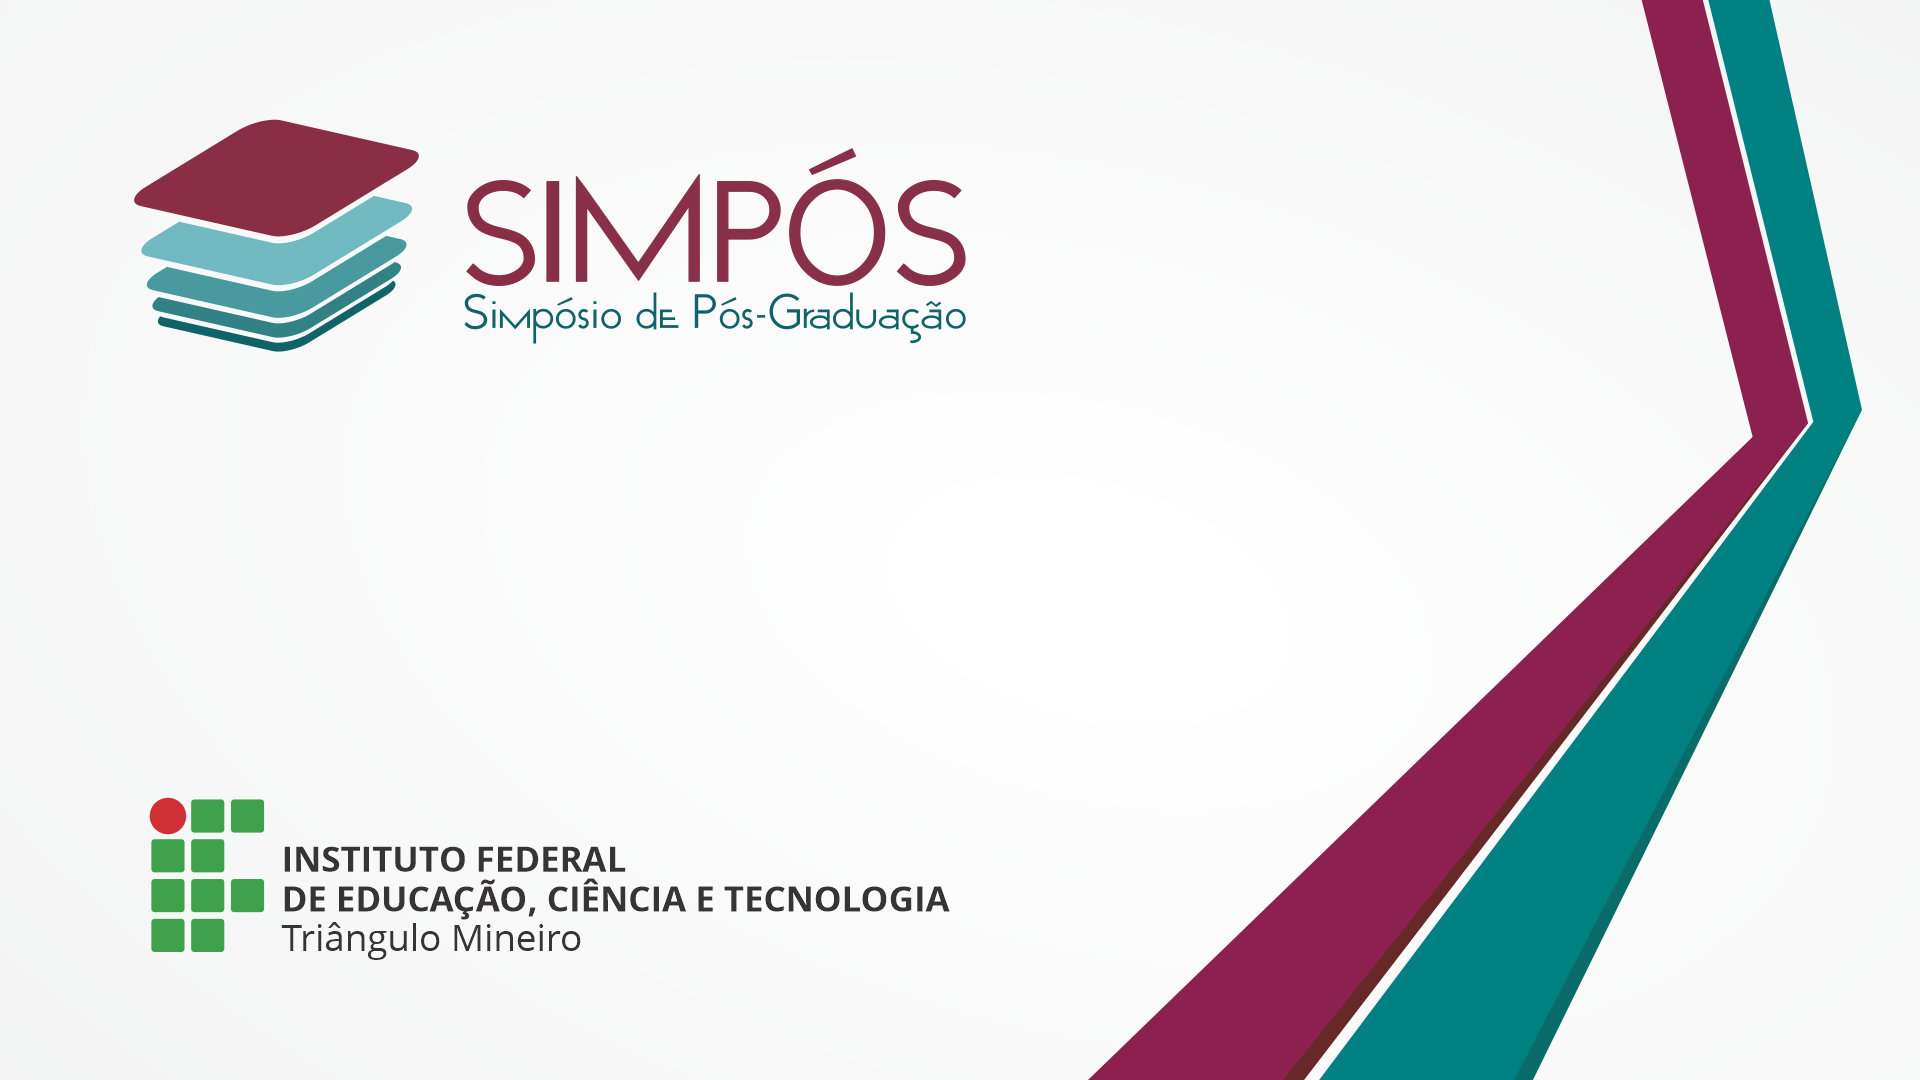 SIMPÓS
Simpósio de Pós-Graduação
INSTITUTO FEDERAL
DE EDUCAÇÃO, CIÊNCIA E TECNOLOGIA
Triângulo Mineiro